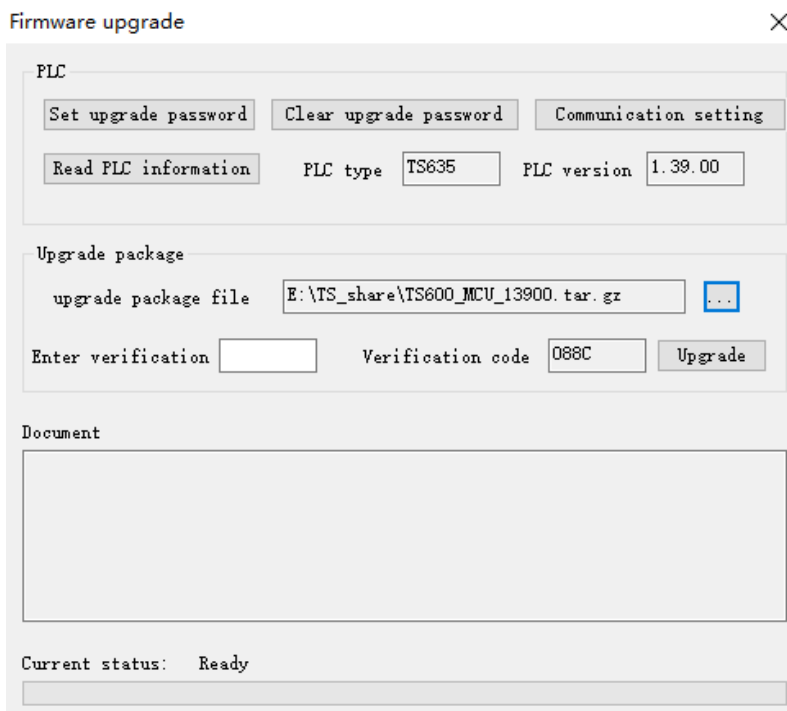 Firmware upgrade
PLC
Set upgrade password Clear upgrade password Communication setting
Read PLC information PLC type TS635 PLC version 1.39.00
Upgrade package
upgrade package file E:\TS_share\TS600_MCU_13900.tar.gz ...
Enter verification Verification code 088C Upgrade
Document
Current status: Ready